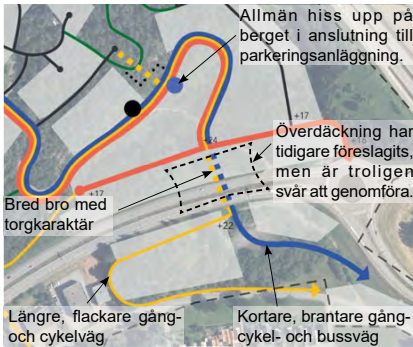 Allmän hiss upp på
berget i anslutning till
parkeringsanläggning.
+17
+24
+16
Överdäckning har
tidigare föreslagits,
men är troligen
svår att genomföra.
+17
Bred bro med
torgkaraktär
+22
Längre, flackare gång-
och cykelväg
Kortare, brantare gång-
cykel- och bussväg